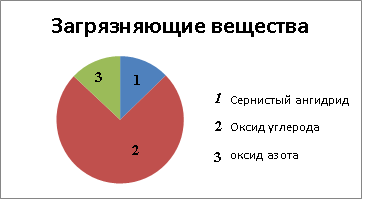 Загрязняющие вещества
3
1
2
1 Сернистый ангидрид
2 Оксид углерода
3 оксид азота